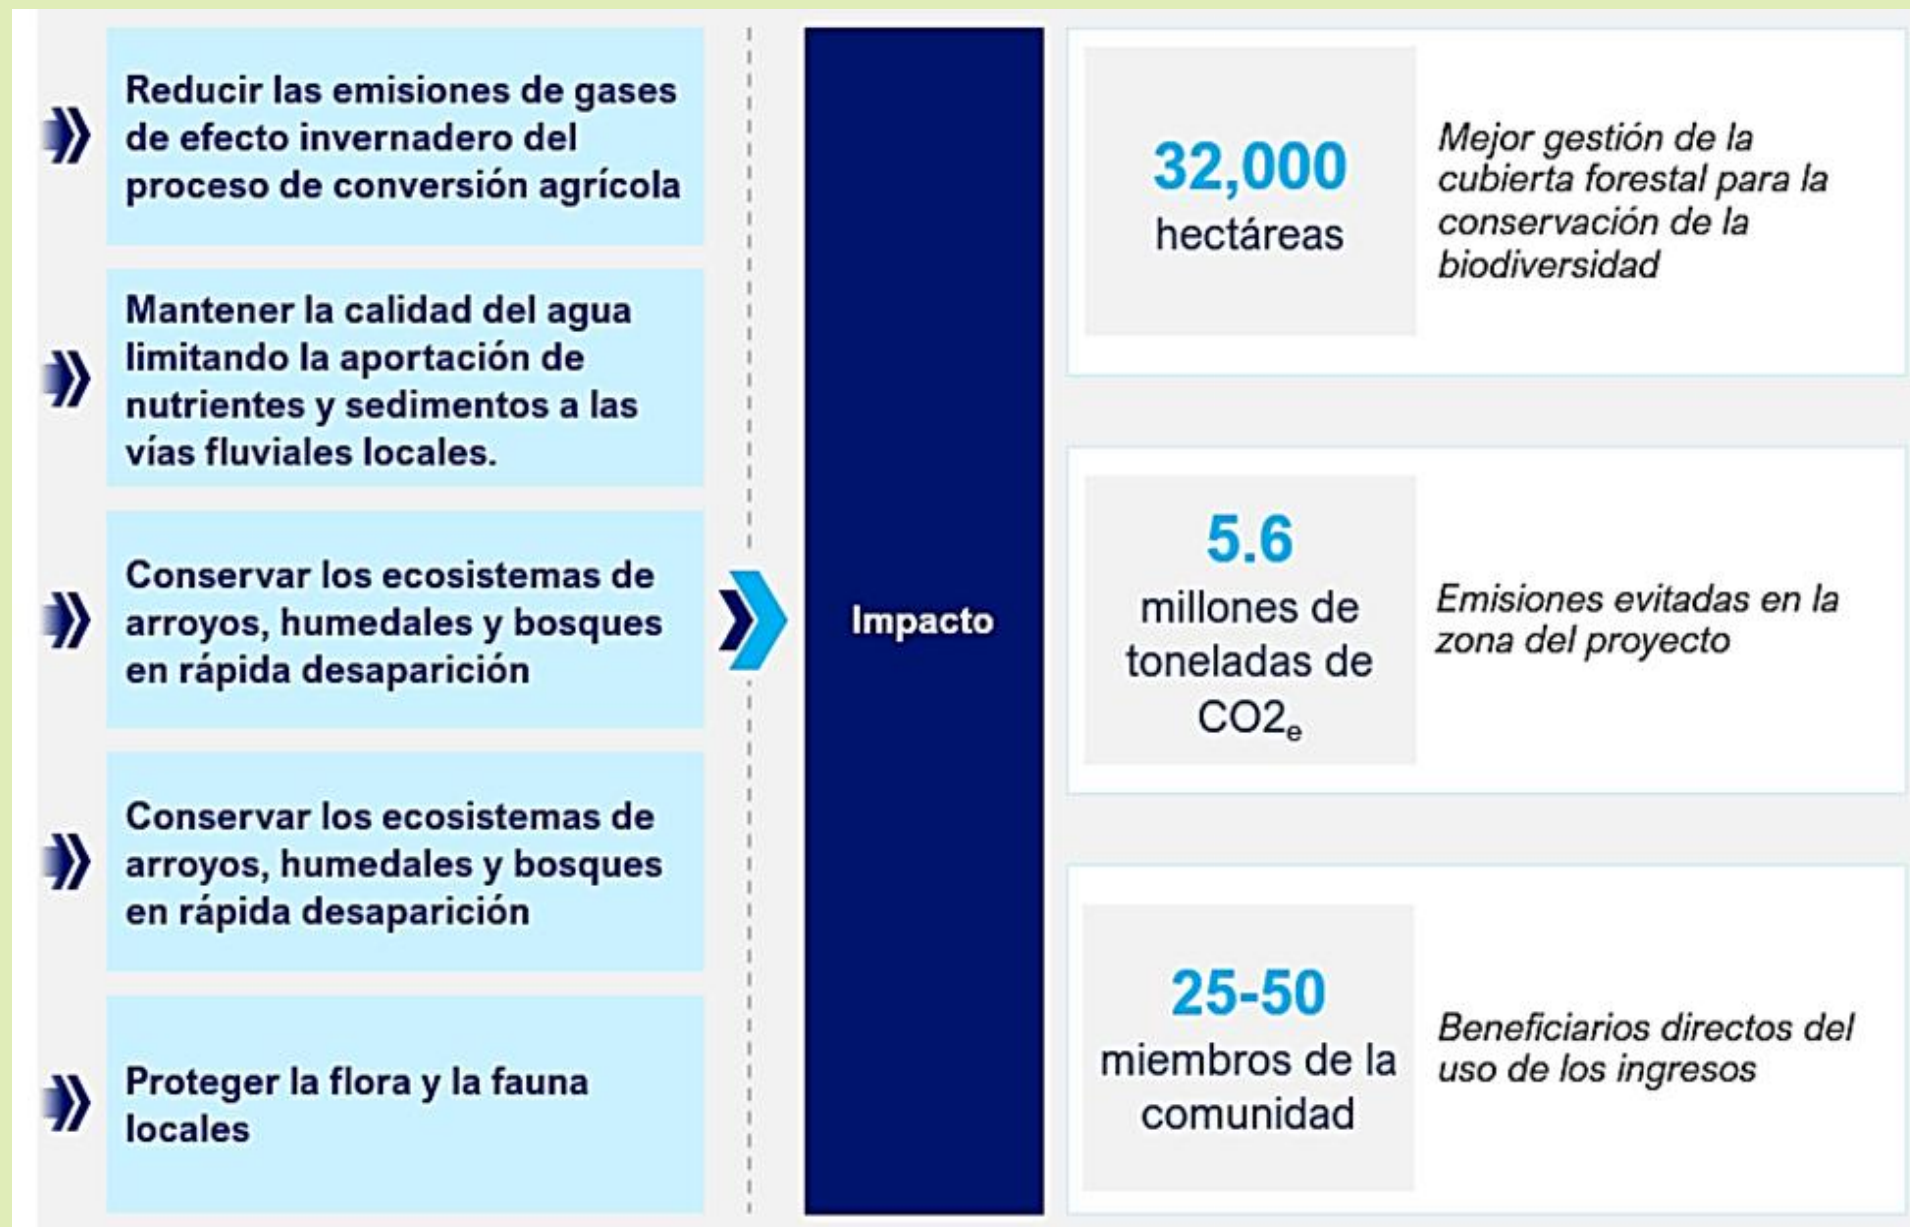 Reducir las emisiones de gases
de efecto invernadero del
proceso de conversión agrícola
Mantener la calidad del agua
limitando la aportación de
nutrientes y sedimentos a las
vías fluviales locales.
Conservar los ecosistemas de
arroyos, humedales y bosques
en rápida desaparición
Conservar los ecosistemas de
arroyos, humedales y bosques
en rápida desaparición
Proteger la flora y la fauna
locales
Impacto
32,000
hectáreas
Mejor gestión de la
cubierta forestal para la
conservación de la
biodiversidad
5.6
millones de
toneladas de
CO2e
Emisiones evitadas en la
zona del proyecto
25-50
miembros de la
comunidad
Beneficiarios directos del
uso de los ingresos